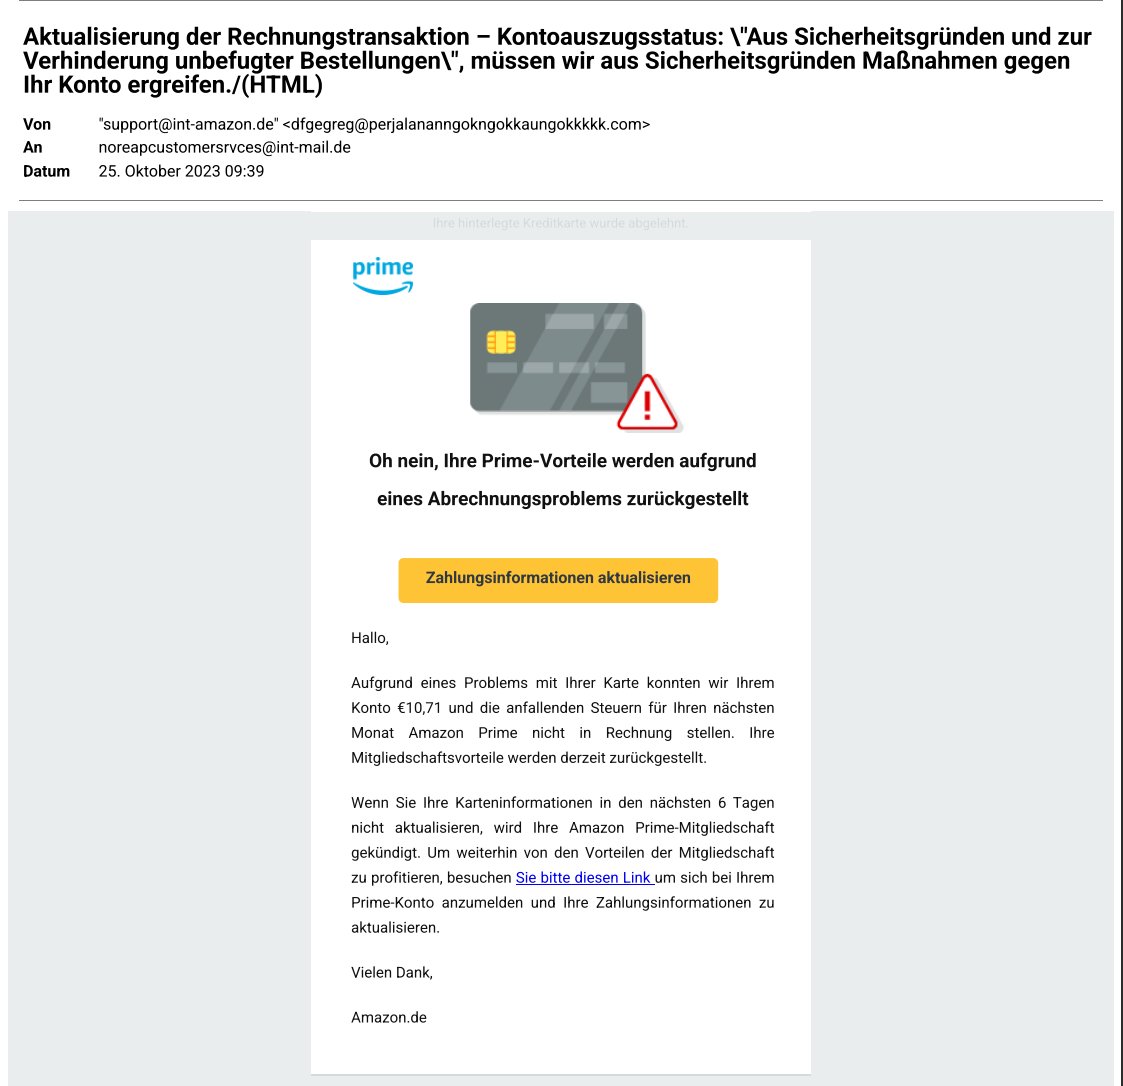 Aktualisierung der Rechnungstransaktion – Kontoauszugsstatus: \"Aus Sicherheitsgründen und zur
Verhinderung unbefugter Bestellungen\", müssen wir aus Sicherheitsgründen Maßnahmen gegen
Ihr Konto ergreifen./(HTML)
Von "support@int-amazon.de" <dfgegreg@perjalananngokngokkaungokkkkk.com>
An noreapcustomersrvces@int-mail.de
Datum 25. Oktober 2023 09:39
Ihre hinterlegte Kreditkarte wurde abgelehnt.
prime
Oh nein, Ihre Prime-Vorteile werden aufgrund
eines Abrechnungsproblems zurückgestellt
Zahlungsinformationen aktualisieren
Hallo,
Aufgrund eines Problems mit Ihrer Karte konnten wir Ihrem
Konto €10,71 und die anfallenden Steuern für Ihren nächsten
Monat Amazon Prime nicht in Rechnung stellen. Ihre
Mitgliedschaftsvorteile werden derzeit zurückgestellt.
Wenn Sie Ihre Karteninformationen in den nächsten 6 Tagen
nicht aktualisieren, wird Ihre Amazon Prime-Mitgliedschaft
gekündigt. Um weiterhin von den Vorteilen der Mitgliedschaft
zu profitieren, besuchen Sie bitte diesen Link um sich bei Ihrem
Prime-Konto anzumelden und Ihre Zahlungsinformationen zu
aktualisieren.
Vielen Dank,
Amazon.de